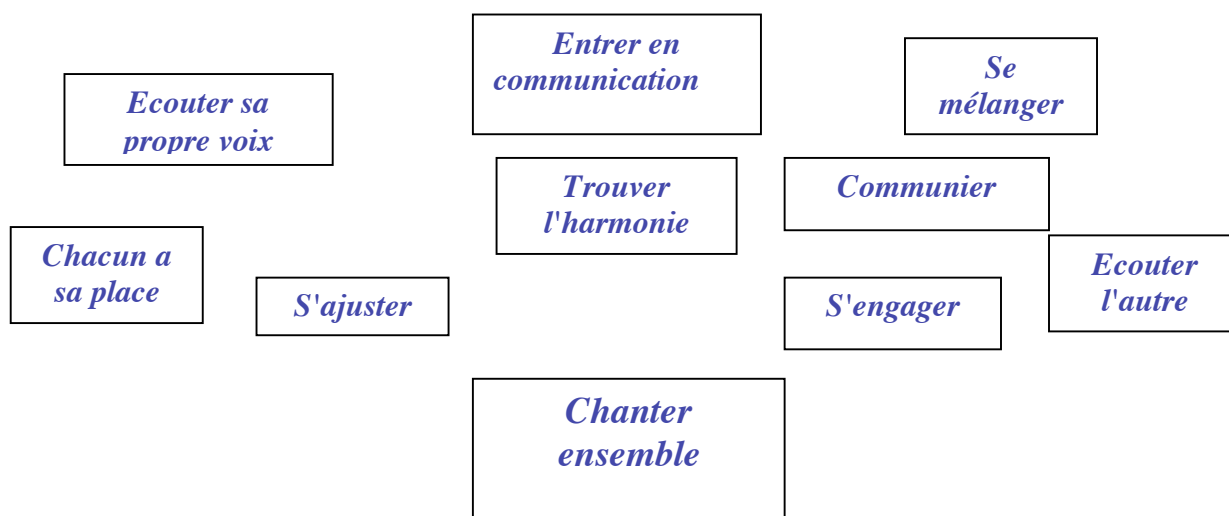 Entrer en
communication
Se
mélanger
Ecouter sa
propre voix
Trouver
l'harmonie
Communier
Chacun a
sa place
Ecouter
l'autre
S'ajuster
S'engager
Chanter
ensemble